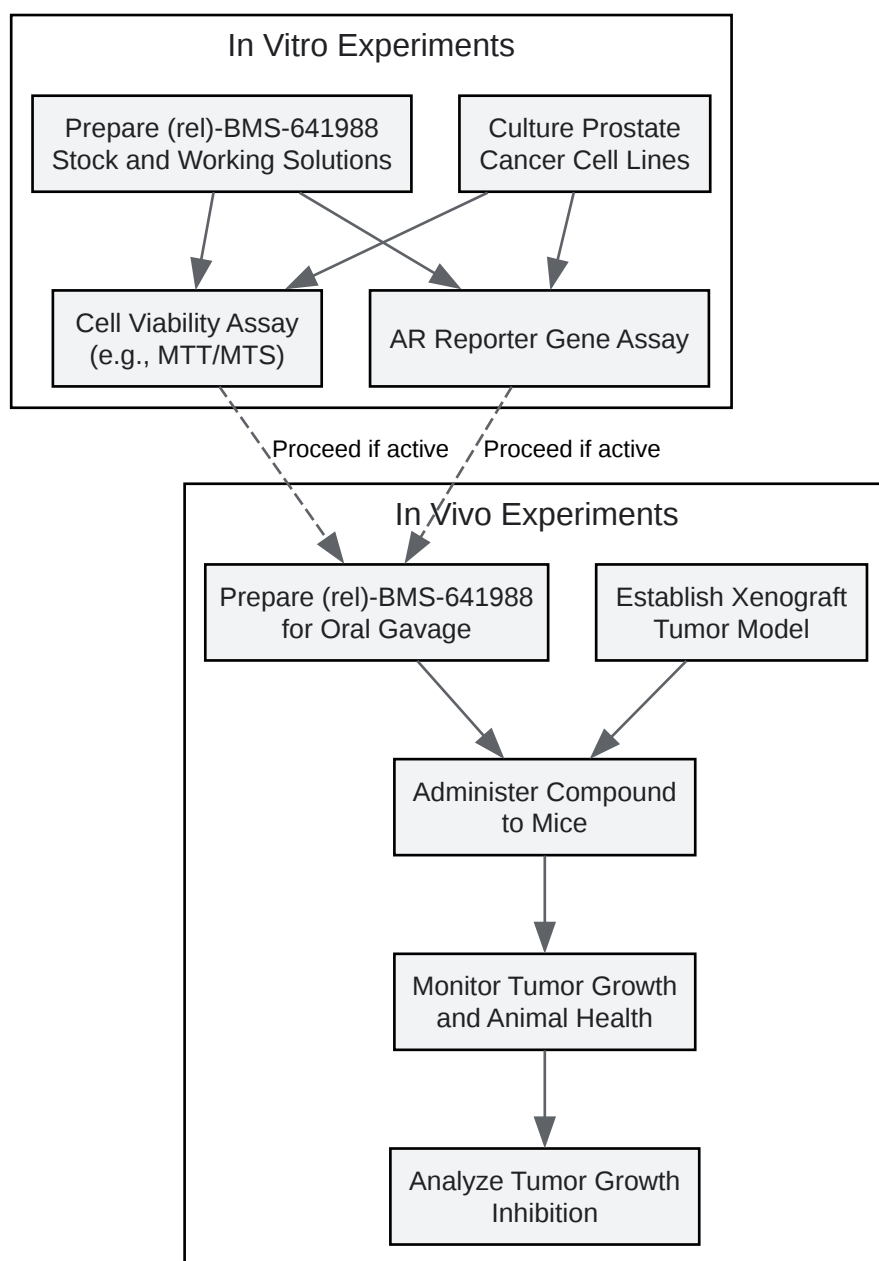 In Vitro Experiments
Prepare (rel)-BMS-641988
Stock and Working Solutions
Culture Prostate
Cancer Cell Lines
Cell Viability Assay
(e.g., MTT/MTS)
AR Reporter Gene Assay
Proceed if active
Proceed if active
In Vivo Experiments
Prepare (rel)-BMS-641988
for Oral Gavage
Establish Xenograft
Tumor Model
Administer Compound
to Mice
Monitor Tumor Growth
and Animal Health
Analyze Tumor Growth
Inhibition